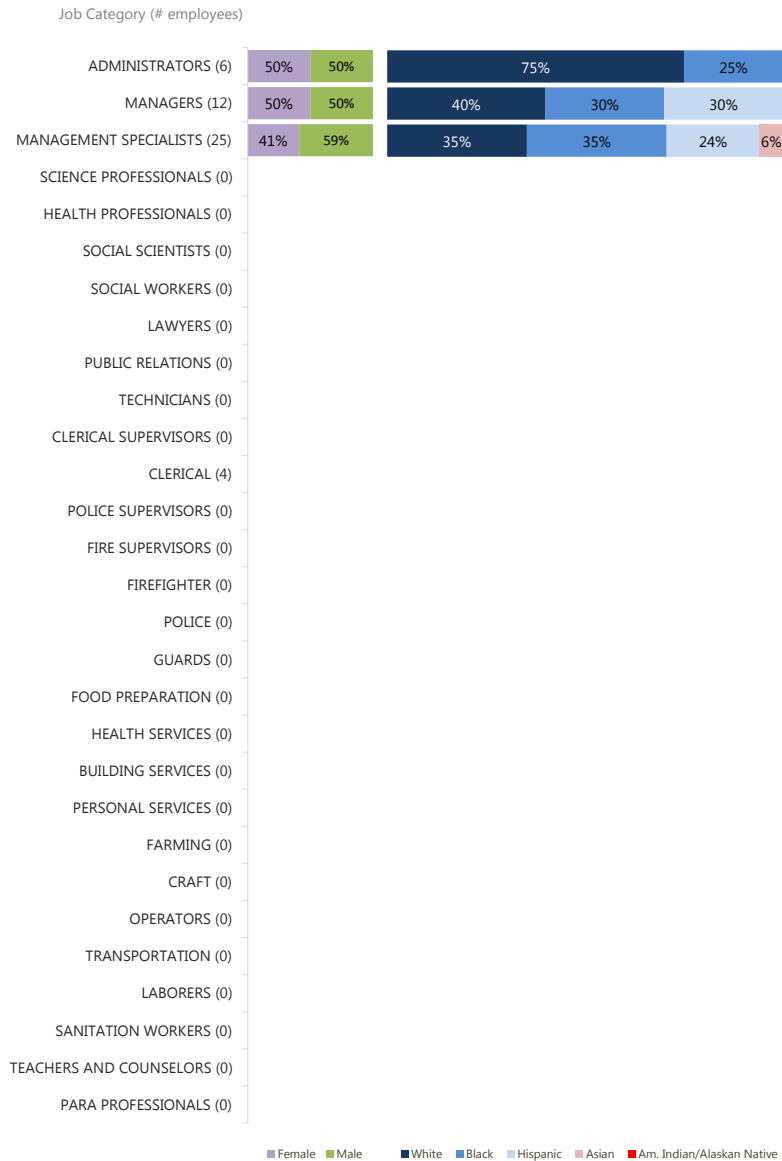 Job Category (# employees)
ADMINISTRATORS (6) 50% 50% 75% 25%
MANAGERS (12) 50% 50% 40% 30% 30%
MANAGEMENT SPECIALISTS (25) 41% 59% 35% 35% 24% 6%
SCIENCE PROFESSIONALS (0)
HEALTH PROFESSIONALS (0)
SOCIAL SCIENTISTS (0)
SOCIAL WORKERS (0)
LAWYERS (0)
PUBLIC RELATIONS (0)
TECHNICIANS (0)
CLERICAL SUPERVISORS (0)
CLERICAL (4)
POLICE SUPERVISORS (0)
FIRE SUPERVISORS (0)
FIREFIGHTER (0)
POLICE (0)
GUARDS (0)
FOOD PREPARATION (0)
HEALTH SERVICES (0)
BUILDING SERVICES (0)
PERSONAL SERVICES (0)
FARMING (0)
CRAFT (0)
OPERATORS (0)
TRANSPORTATION (0)
LABORERS (0)
SANITATION WORKERS (0)
TEACHERS AND COUNSELORS (0)
PARA PROFESSIONALS (0)
Female Male White Black Hispanic Asian Am. Indian/Alaskan Native